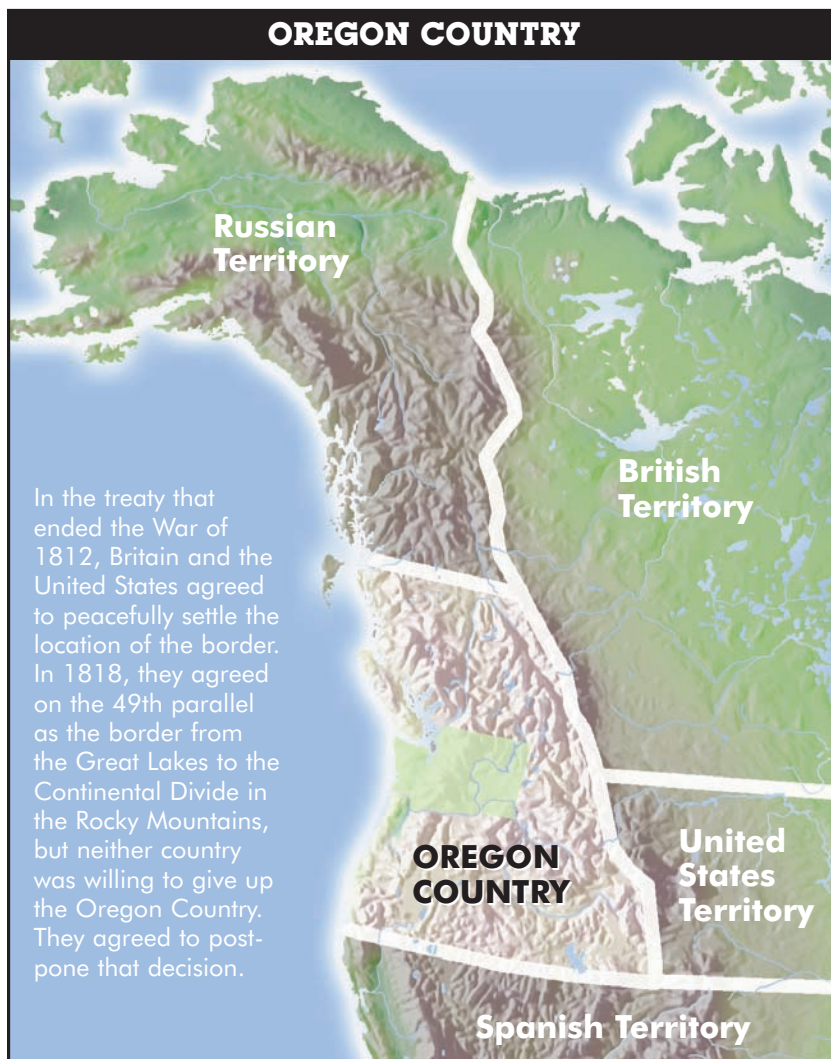 OREGON COUNTRY
Russian
Territory
British
Territory
In the treaty that
ended the War of
1812, Britain and the
United States agreed
to peacefully settle the
location of the border.
In 1818, they agreed
on the 49th parallel
as the border from
the Great Lakes to the
Continental Divide in
the Rocky Mountains,
but neither country
was willing to give up
the Oregon Country.
They agreed to post-
pone that decision.
OREGON
COUNTRY
United
States
Territory
Spanish Territory